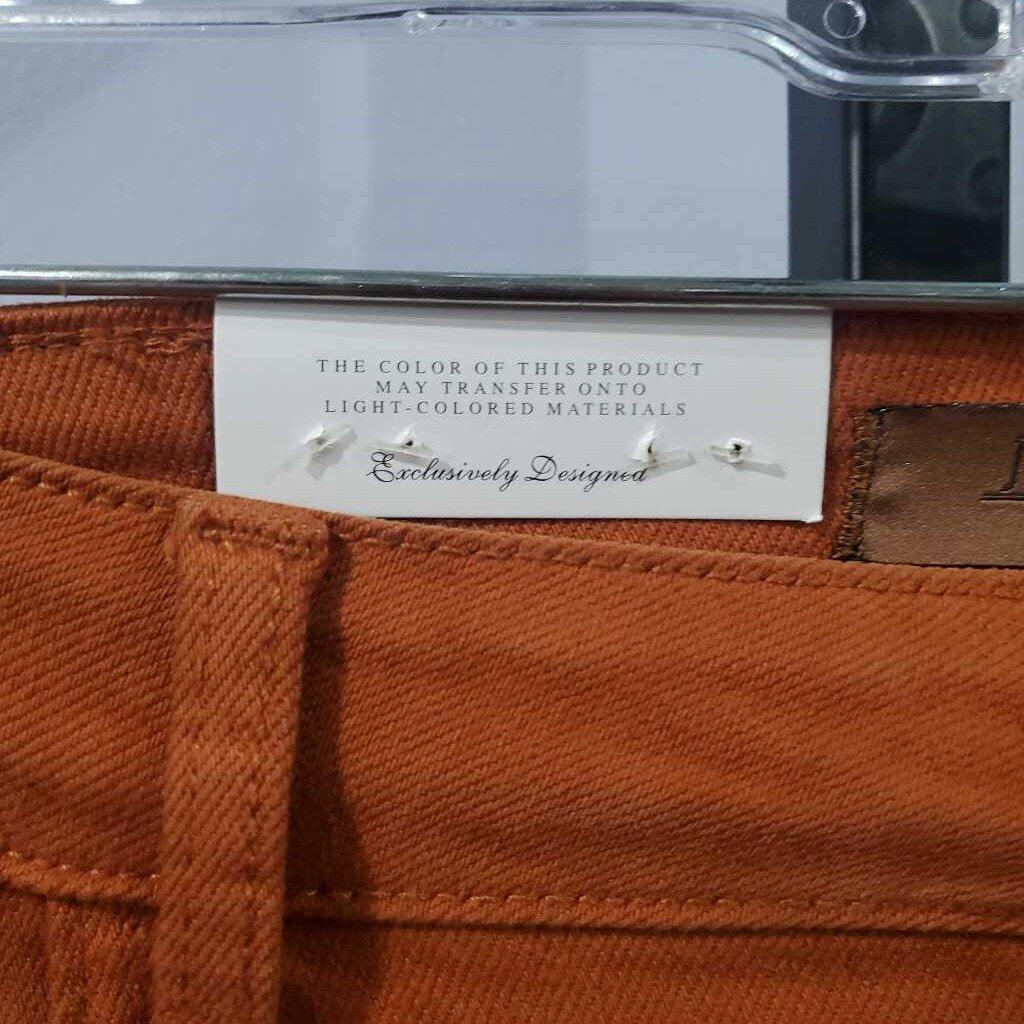 THE COLOR OF THIS PRODUCT
MAY TRANSFER ONTO
LIGHT-COLORED MATERIALS
Exclusively Designed